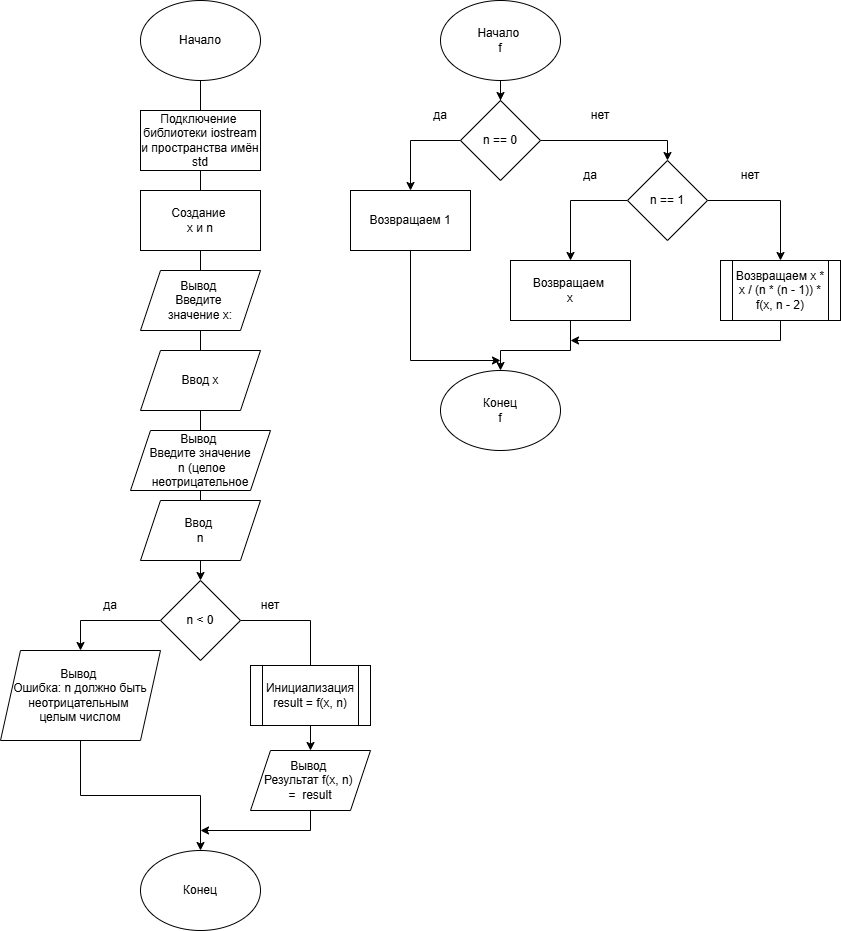 Начало
Подключение
библиотеки iostream
и пространства имён
std
Создание
x и n
Вывод
Введите
значение x:
Ввод x
Вывод
Введите значение
n (целое
неотрицательное
Ввод
n
n < 0
да
нет
Вывод
Ошибка: n должно быть
неотрицательным
целым числом
Инициализация
result = f(x, n)
Вывод
Результат f(x, n)
= result
Конец
Начало
f
n == 0
да
нет
Возвращаем 1
n == 1
да
нет
Возвращаем
x
Возвращаем x *
x / (n * (n - 1)) *
f(x, n - 2)
Конец
f